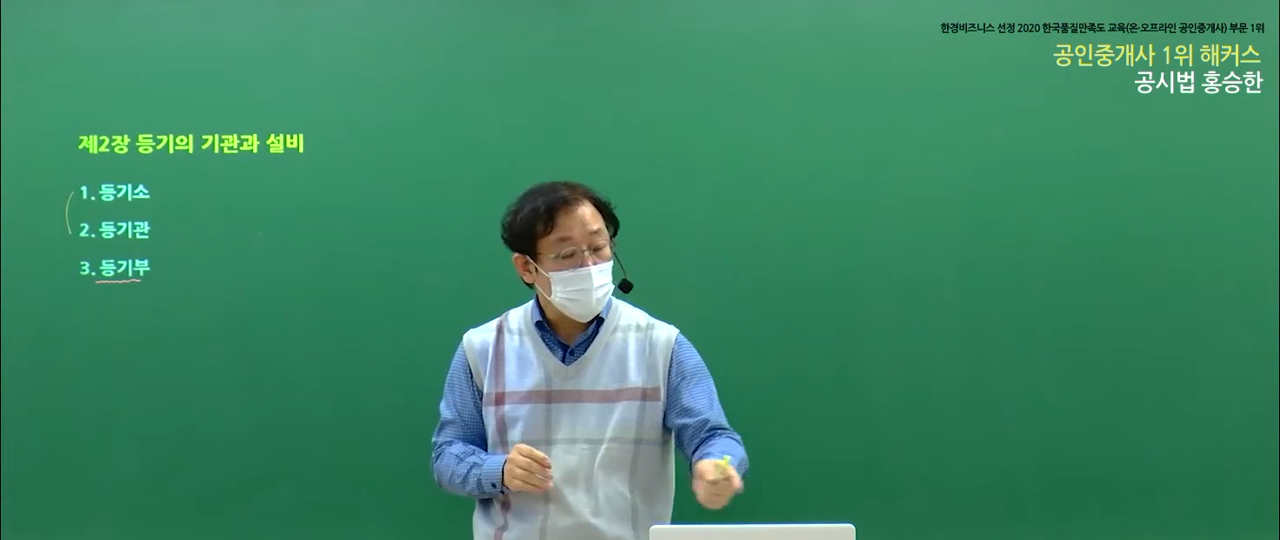 한경비즈니스 선정 2020 한국품질만족도 교육(온·오프라인 공인중개사) 부문 1위
공인중개사 1위 해커스
공시법 홍승한
제2장 등기의 기관과 설비
1. 등기소
2. 등기관
3. 등기부